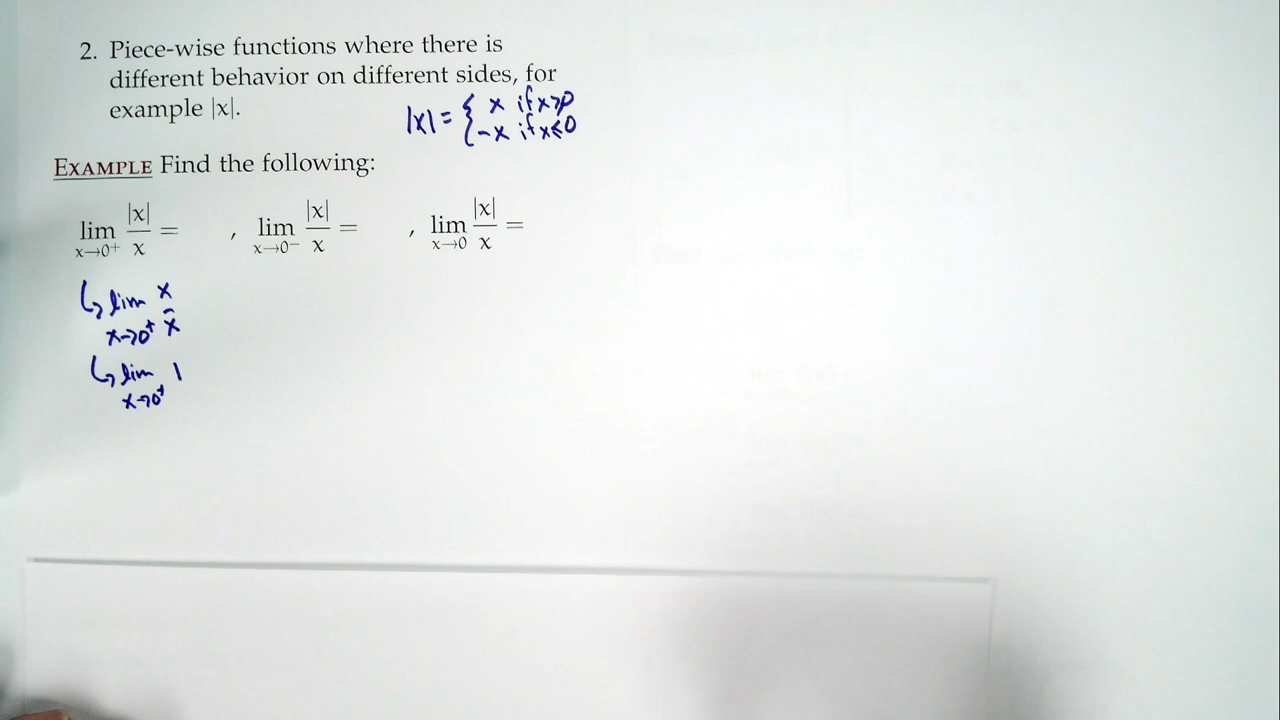 2. Piece-wise functions where there is
different behavior on different sides, for
example |x|.
|x| = { x if x≥0
-x if x≤0
EXAMPLE Find the following:
lim x→0⁺ |x|/x = , lim x→0⁻ |x|/x = , lim x→0 |x|/x =
↳ lim x→0⁺ x/x
↳ lim x→0⁺ 1